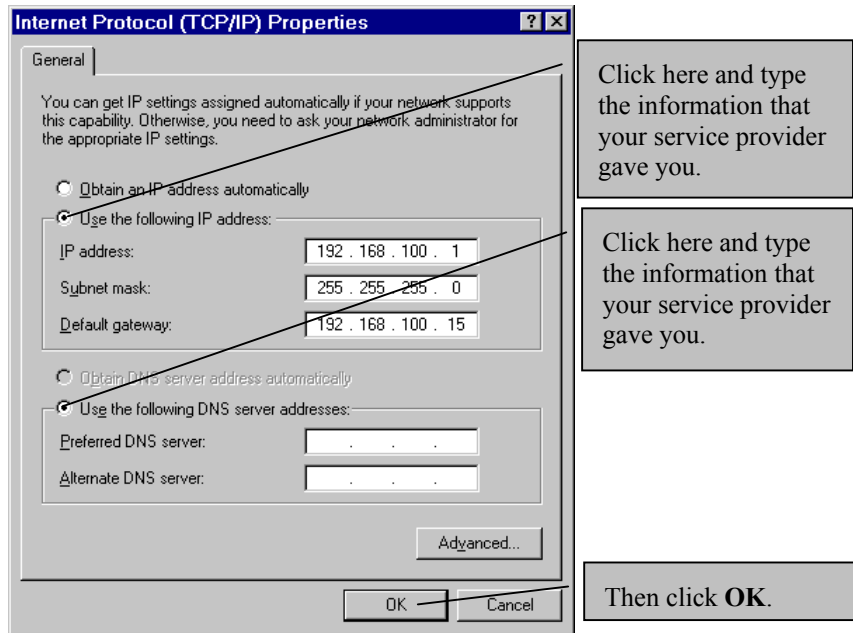 Internet Protocol (TCP/IP) Properties
General
You can get IP settings assigned automatically if your network supports
this capability. Otherwise, you need to ask your network administrator for
the appropriate IP settings.
Obtain an IP address automatically
Use the following IP address:
IP address: 192 . 168 . 100 . 1
Subnet mask: 255 . 255 . 255 . 0
Default gateway: 192 . 168 . 100 . 15
Obtain DNS server address automatically
Use the following DNS server addresses:
Preferred DNS server: . . .
Alternate DNS server: . . .
Advanced...
OK Cancel
Click here and type
the information that
your service provider
gave you.
Click here and type
the information that
your service provider
gave you.
Then click OK.